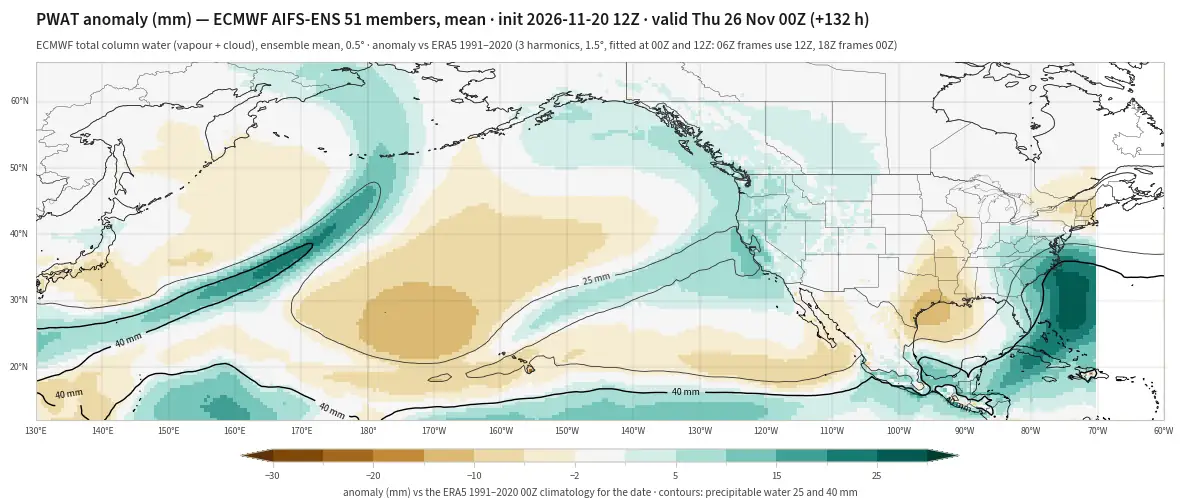 PWAT anomaly (mm) — ECMWF AIFS-ENS 51 members, mean · init 2026-11-20 12Z · valid Thu 26 Nov 00Z (+132 h)
ECMWF total column water (vapour + cloud), ensemble mean, 0.5° · anomaly vs ERA5 1991–2020 (3 harmonics, 1.5°, fitted at 00Z and 12Z: 06Z frames use 12Z, 18Z frames 00Z)
60°N
50°N
40°N
30°N
20°N
25 mm
40 mm
40 mm
40 mm
40 mm
130°E 140°E 150°E 160°E 170°E 180° 170°W 160°W 150°W 140°W 130°W 120°W 110°W 100°W 90°W 80°W 70°W 60°W
−30 −20 −10 −2 5 15 25
anomaly (mm) vs the ERA5 1991–2020 00Z climatology for the date · contours: precipitable water 25 and 40 mm